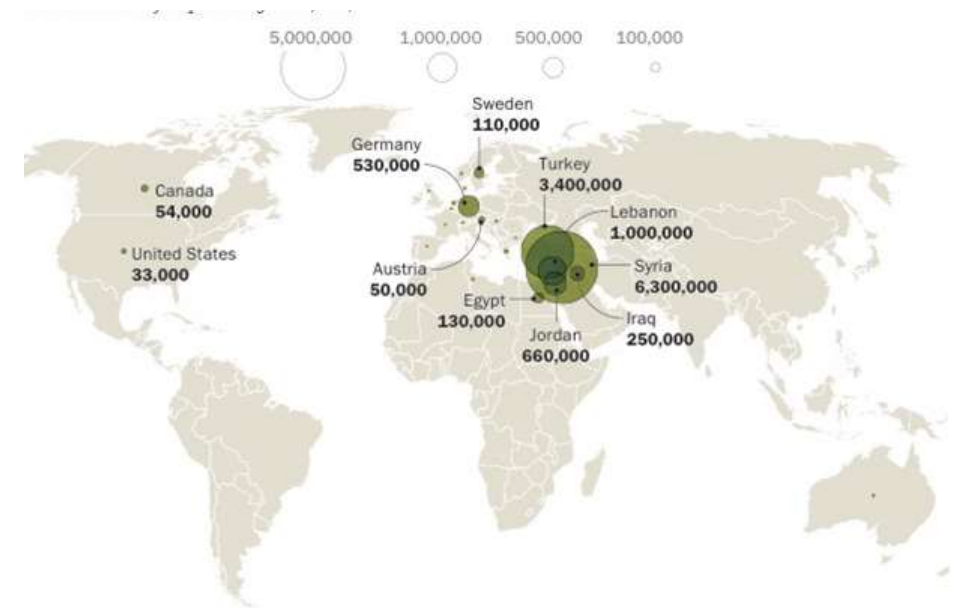 5,000,000 1,000,000 500,000 100,000
Sweden
110,000
Germany
530,000
Turkey
3,400,000
Canada
54,000
Lebanon
1,000,000
United States
33,000
Austria
50,000
Syria
6,300,000
Egypt
130,000
Iraq
250,000
Jordan
660,000